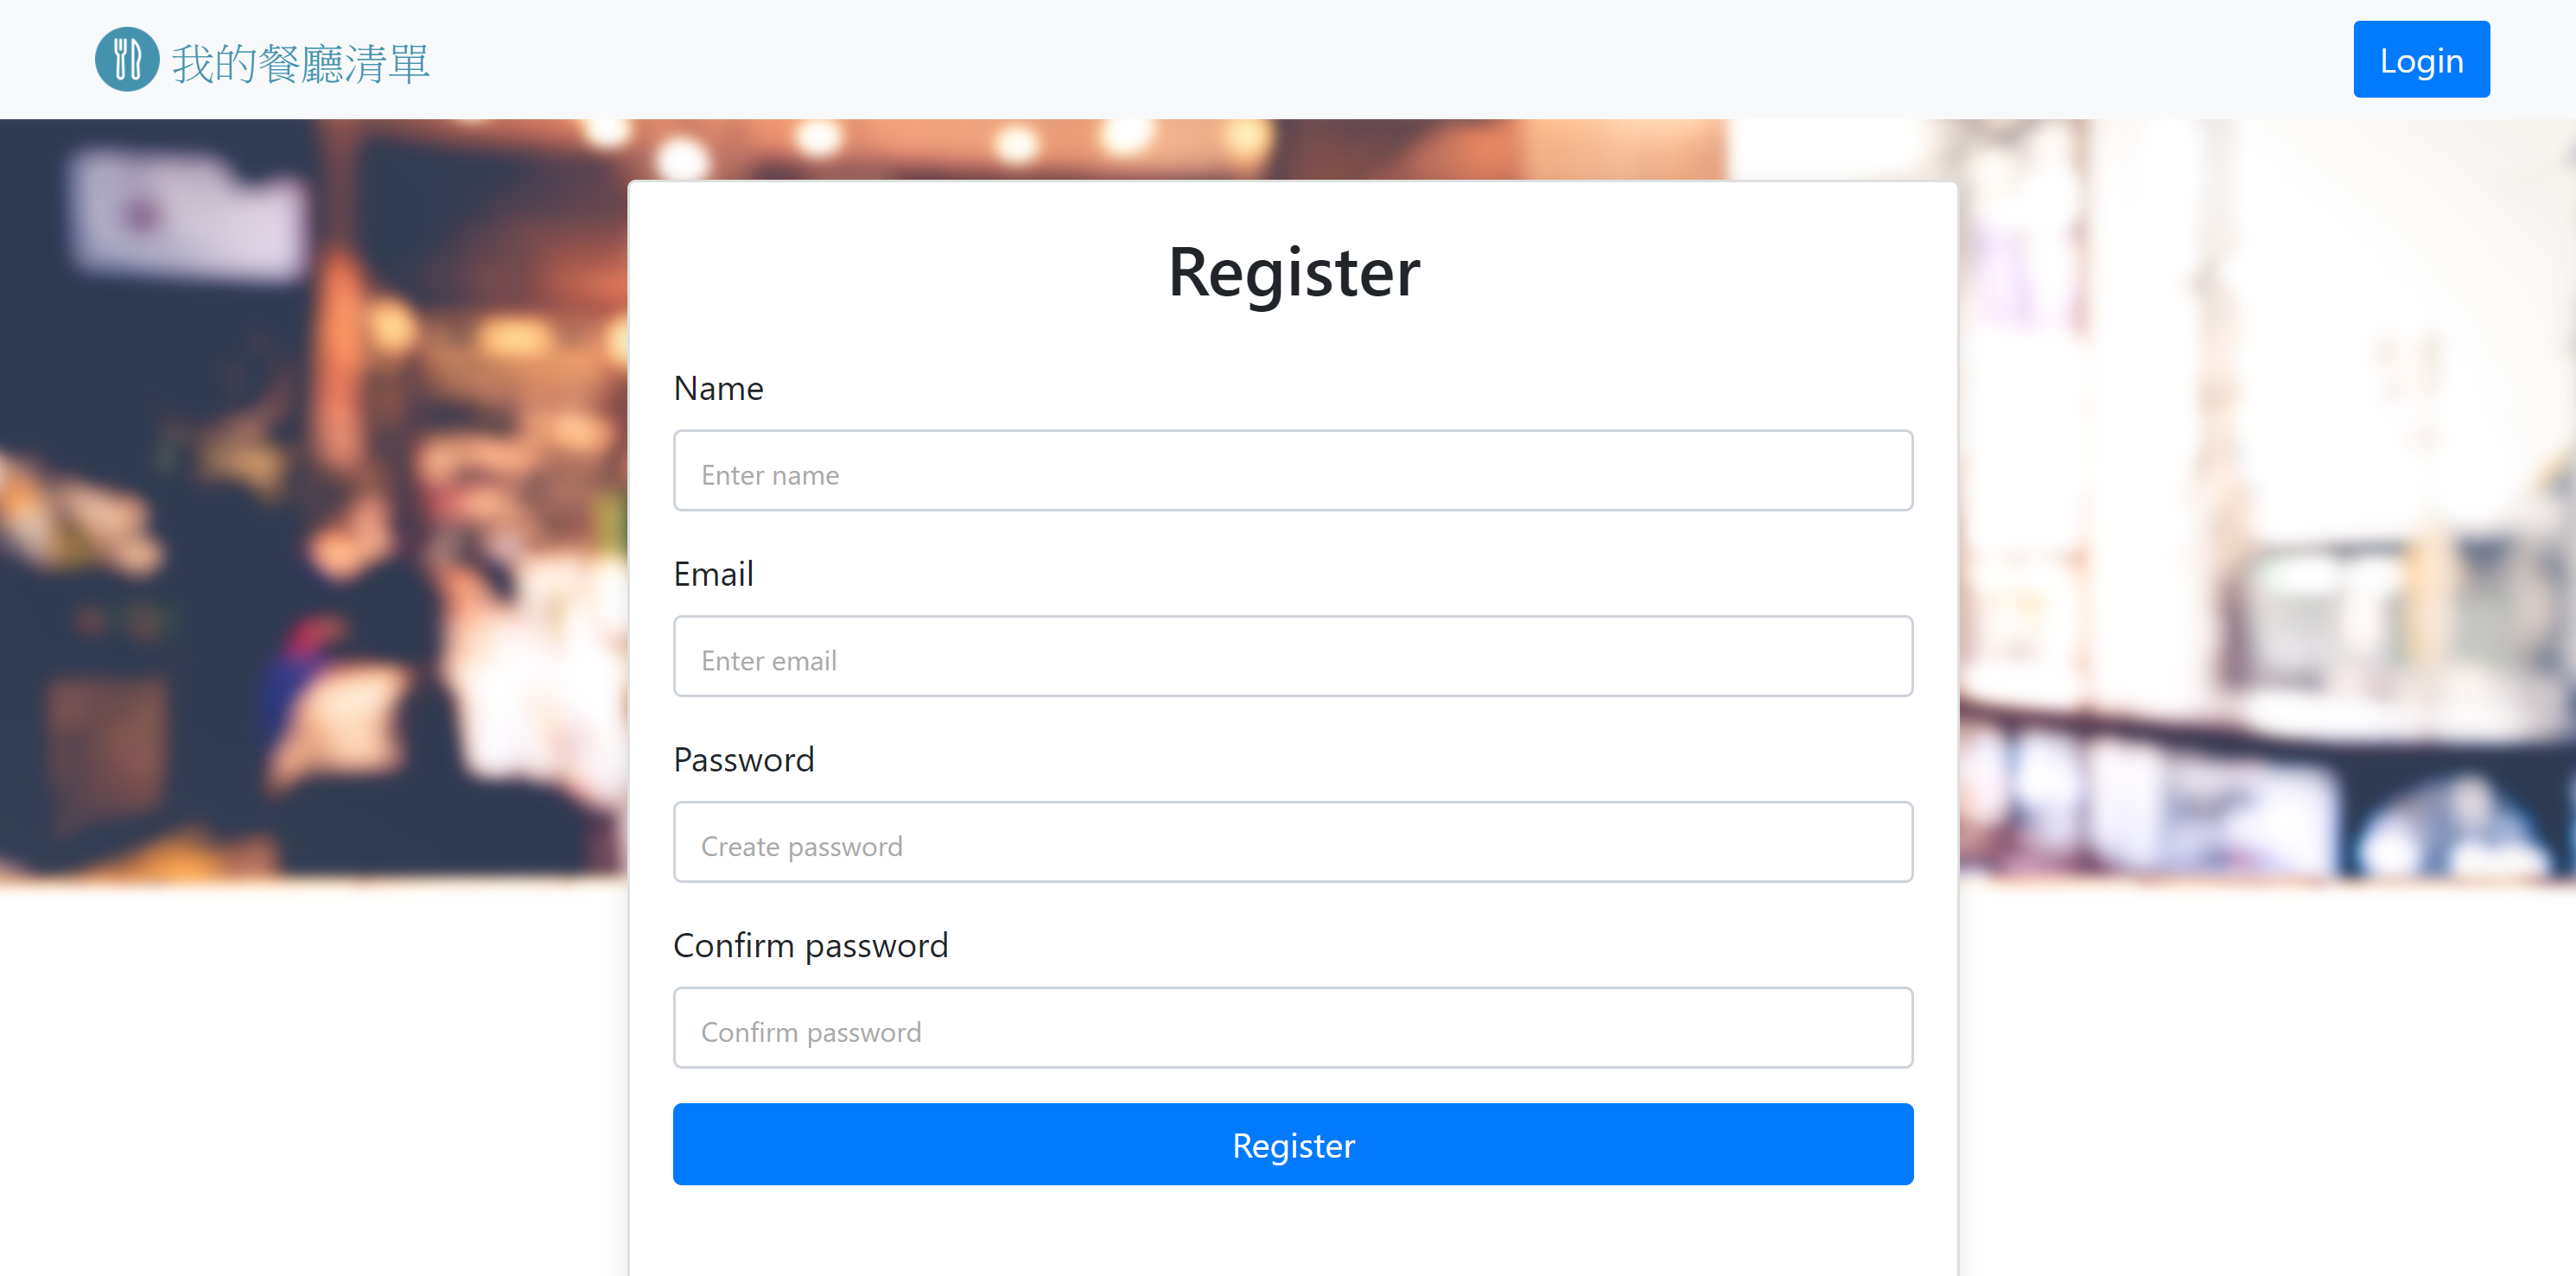 我的餐廳清單
Login
Register
Name
Enter name
Email
Enter email
Password
Create password
Confirm password
Confirm password
Register